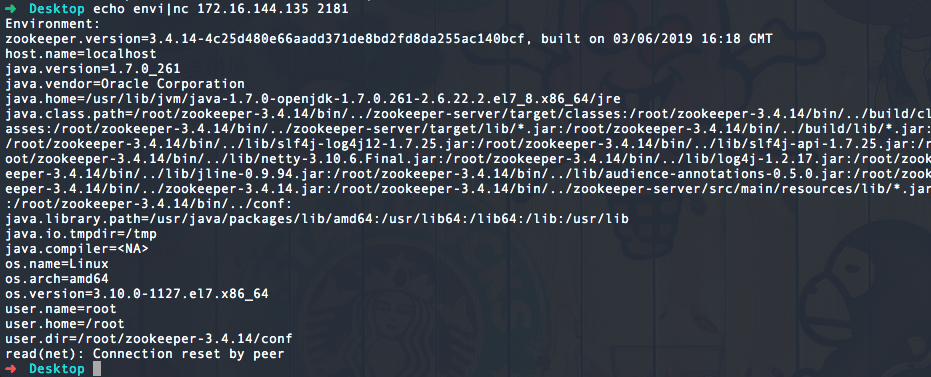 ➜ Desktop echo envi|nc 172.16.144.135 2181
Environment:
zookeeper.version=3.4.14-4c25d480e66aadd371de8bd2fd8da255ac140bcf, built on 03/06/2019 16:18 GMT
host.name=localhost
java.version=1.7.0_261
java.vendor=Oracle Corporation
java.home=/usr/lib/jvm/java-1.7.0-openjdk-1.7.0.261-2.6.22.2.el7_8.x86_64/jre
java.class.path=/root/zookeeper-3.4.14/bin/../zookeeper-server/target/classes:/root/zookeeper-3.4.14/bin/../build/cl
asses:/root/zookeeper-3.4.14/bin/../zookeeper-server/target/lib/*.jar:/root/zookeeper-3.4.14/bin/../build/lib/*.jar:
/root/zookeeper-3.4.14/bin/../lib/slf4j-log4j12-1.7.25.jar:/root/zookeeper-3.4.14/bin/../lib/slf4j-api-1.7.25.jar:/r
oot/zookeeper-3.4.14/bin/../lib/netty-3.10.6.Final.jar:/root/zookeeper-3.4.14/bin/../lib/log4j-1.2.17.jar:/root/zook
eeper-3.4.14/bin/../lib/jline-0.9.94.jar:/root/zookeeper-3.4.14/bin/../lib/audience-annotations-0.5.0.jar:/root/zook
eeper-3.4.14/bin/../zookeeper-3.4.14.jar:/root/zookeeper-3.4.14/bin/../zookeeper-server/src/main/resources/lib/*.jar
:/root/zookeeper-3.4.14/bin/../conf:
java.library.path=/usr/java/packages/lib/amd64:/usr/lib64:/lib64:/lib:/usr/lib
java.io.tmpdir=/tmp
java.compiler=<NA>
os.name=Linux
os.arch=amd64
os.version=3.10.0-1127.el7.x86_64
user.name=root
user.home=/root
user.dir=/root/zookeeper-3.4.14/conf
read(net): Connection reset by peer
➜ Desktop